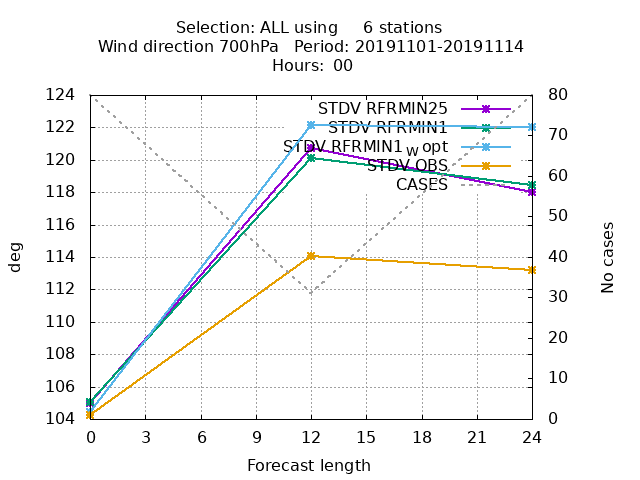 Selection: ALL using 6 stations
Wind direction 700hPa Period: 20191101-20191114
Hours: 00
STDV RFRMIN25
STDV RFRMIN1
STDV RFRMIN1 w opt
STDV OBS
CASES
deg
No cases
124
122
120
118
116
114
112
110
108
106
104
80
70
60
50
40
30
20
10
0
0 3 6 9 12 15 18 21 24
Forecast length